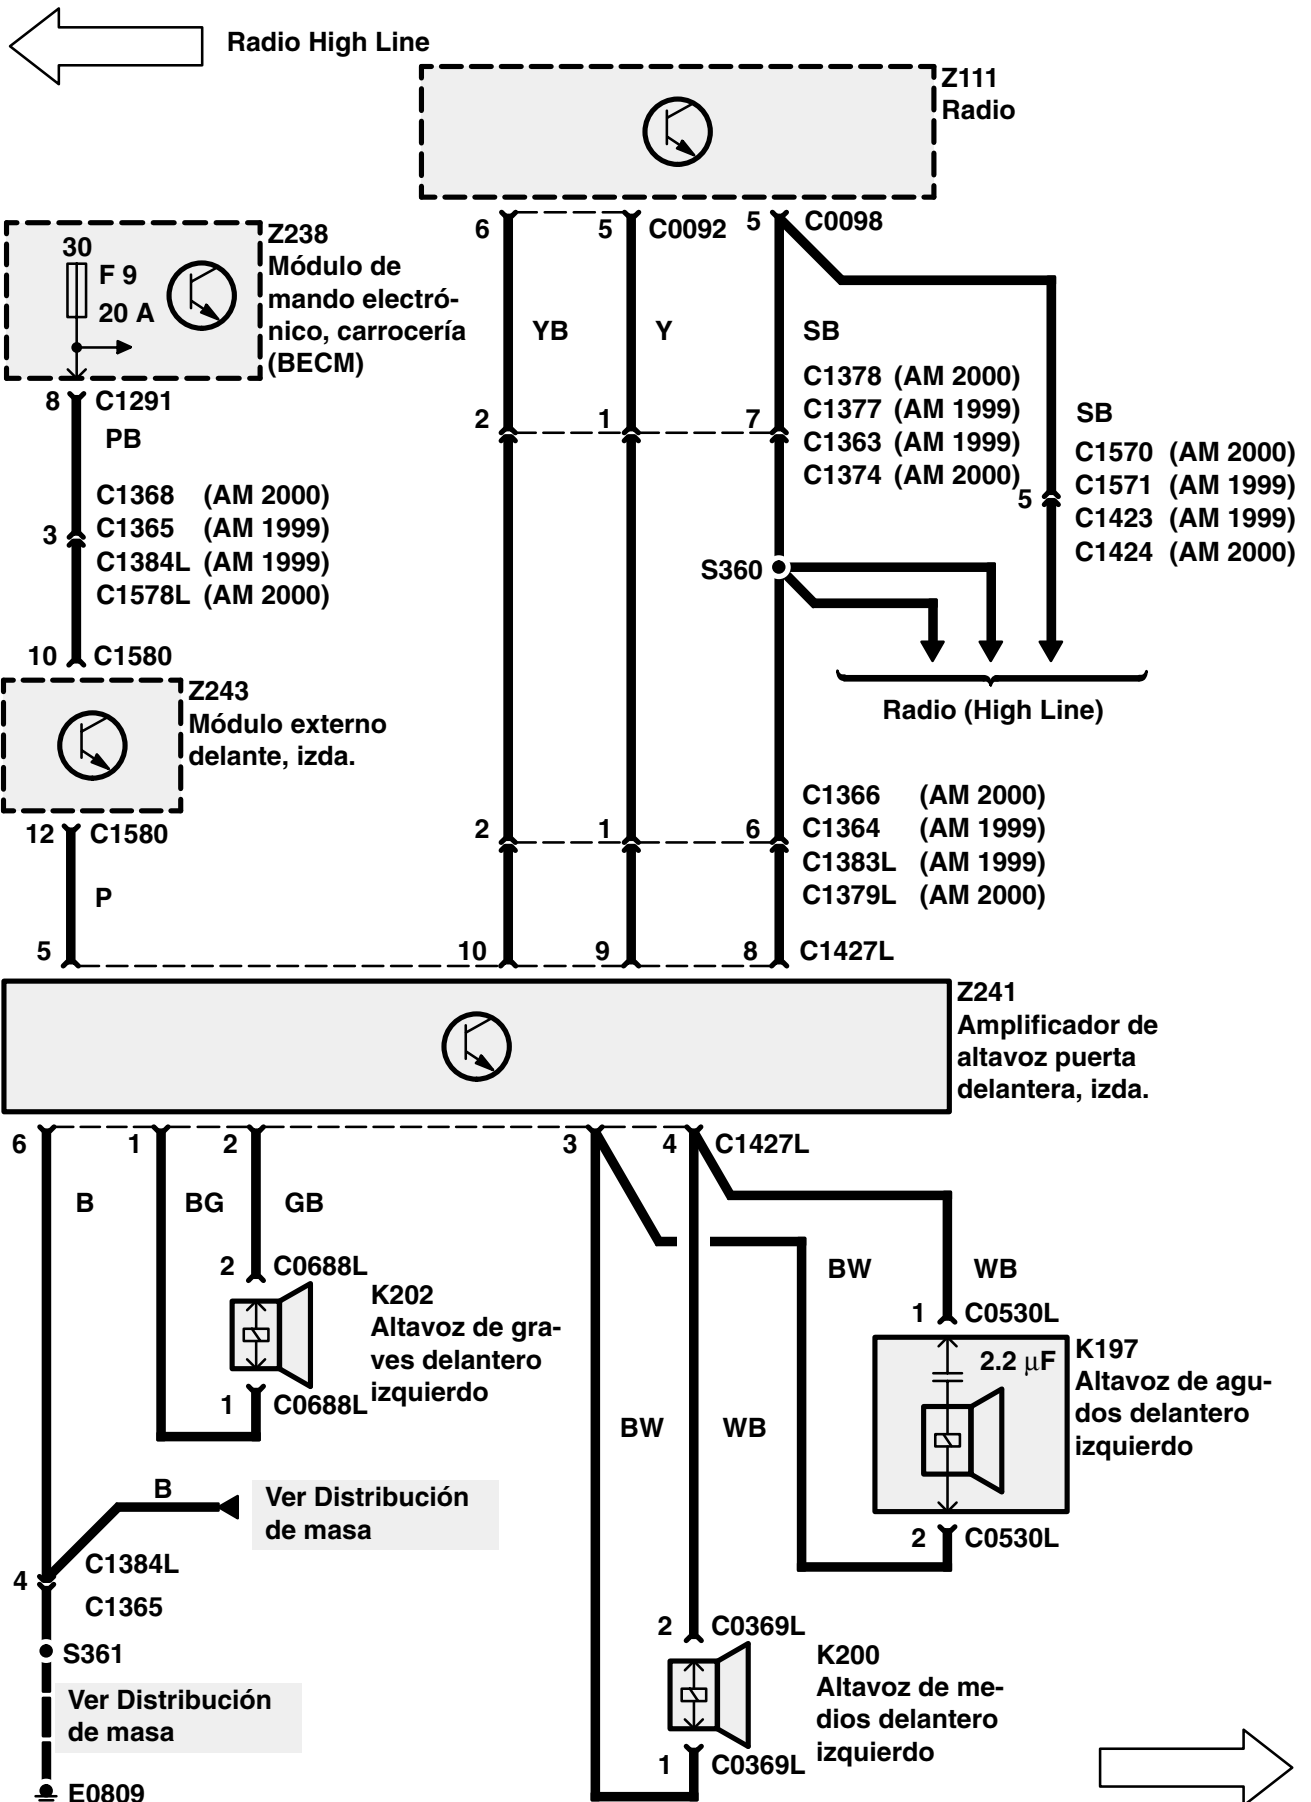 Radio High Line
Z111
Radio
6
5
C0092
5
C0098
Z238
Módulo de
mando electró-
nico, carrocería
(BECM)
30
F 9
20 A
8
C1291
PB
YB
Y
SB
C1378 (AM 2000)
C1377 (AM 1999)
C1363 (AM 1999)
C1374 (AM 2000)
2
1
7
SB
C1570 (AM 2000)
C1571 (AM 1999)
C1423 (AM 1999)
C1424 (AM 2000)
5
C1368 (AM 2000)
C1365 (AM 1999)
C1384L (AM 1999)
C1578L (AM 2000)
3
S360
10
C1580
Z243
Módulo externo
delante, izda.
Radio (High Line)
12
C1580
2
1
6
C1366 (AM 2000)
C1364 (AM 1999)
C1383L (AM 1999)
C1379L (AM 2000)
P
5
10
9
8
C1427L
Z241
Amplificador de
altavoz puerta
delantera, izda.
6
1
2
3
4
C1427L
B
BG
GB
2
C0688L
K202
Altavoz de gra-
ves delantero
izquierdo
1
C0688L
BW
WB
1
C0530L
2.2 µF
K197
Altavoz de agu-
dos delantero
izquierdo
BW
WB
2
C0530L
B
Ver Distribución
de masa
4
C1384L
C1365
S361
Ver Distribución
de masa
E0809
2
C0369L
K200
Altavoz de me-
dios delantero
izquierdo
1
C0369L